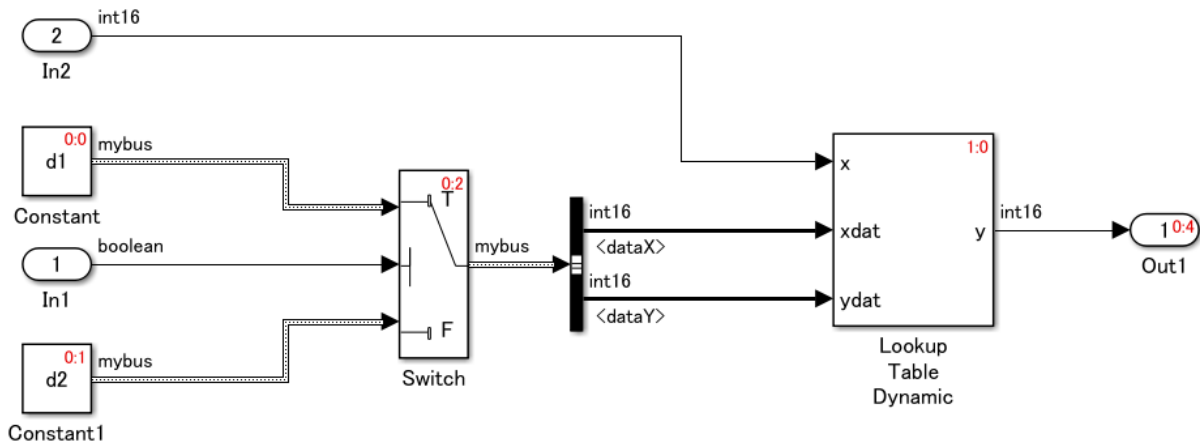 int16
2
In2
0:0
mybus
d1
Constant
boolean
1
In1
0:1
mybus
d2
Constant1
0:2
T
F
Switch
mybus
int16
<dataX>
int16
<dataY>
1:0
x
xdat
y
ydat
Lookup
Table
Dynamic
int16
1 0:4
Out1